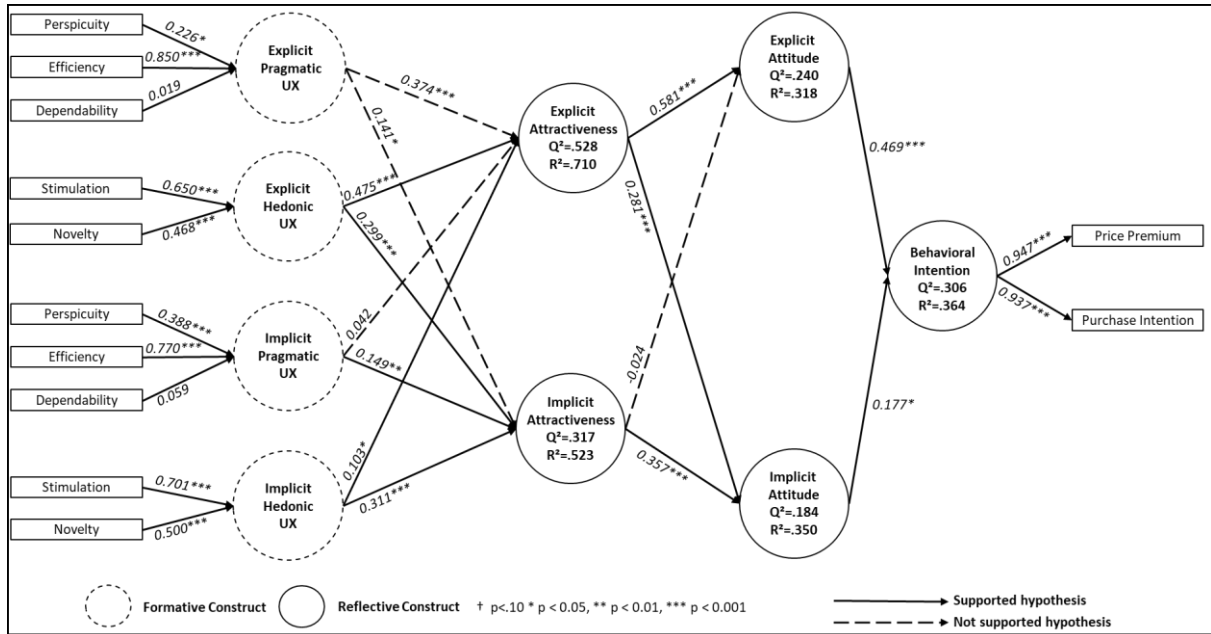 Perspicuity
0.226*
Efficiency
0.850***
Dependability
0.019
Explicit
Pragmatic
UX
Stimulation
0.650***
Novelty
0.468***
Explicit
Hedonic
UX
Perspicuity
0.388***
Efficiency
0.770***
Dependability
0.059
Implicit
Pragmatic
UX
Stimulation
0.701***
Novelty
0.500***
Implicit
Hedonic
UX
0.374***
0.141*
0.475***
0.299***
0.042
0.149**
0.103*
0.311***
Explicit
Attractiveness
Q²=.528
R²=.710
Implicit
Attractiveness
Q²=.317
R²=.523
0.581***
0.281***
-0.024
0.357***
Explicit
Attitude
Q²=.240
R²=.318
Implicit
Attitude
Q²=.184
R²=.350
0.469***
0.177*
Behavioral
Intention
Q²=.306
R²=.364
0.947***
0.937***
Price Premium
Purchase Intention
Formative Construct
Reflective Construct
† p<.10 * p < 0.05, ** p < 0.01, *** p < 0.001
Supported hypothesis
Not supported hypothesis